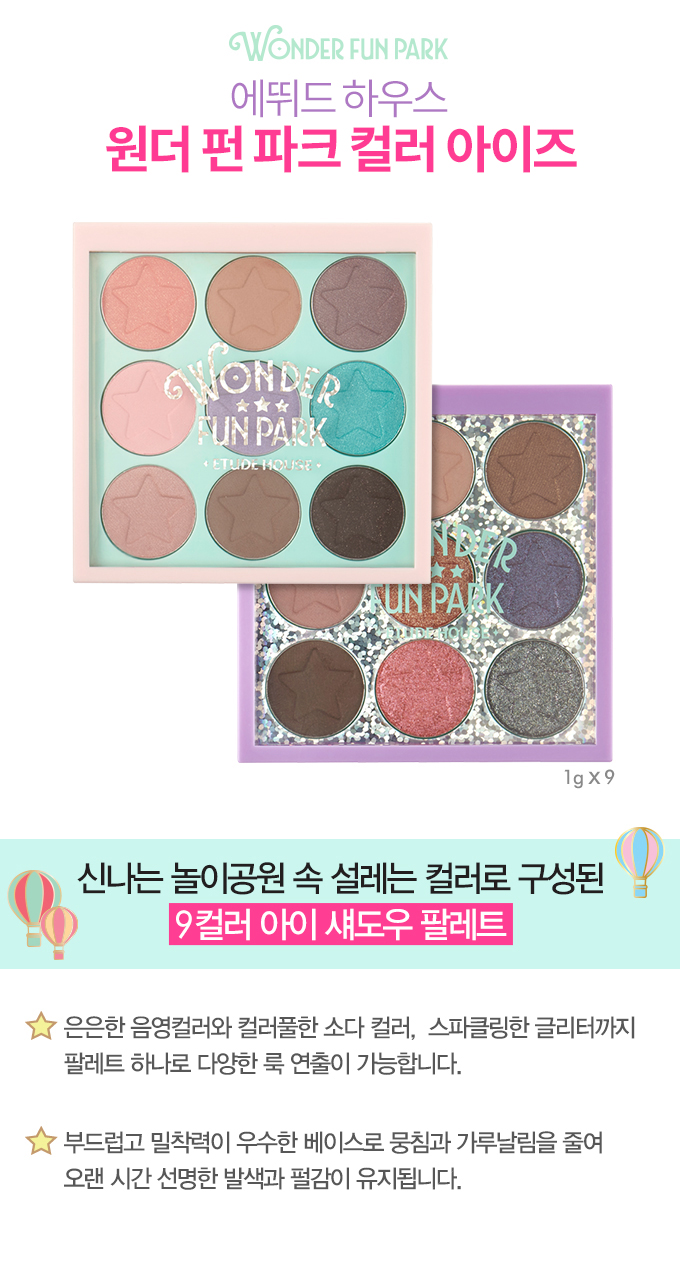 WONDER FUN PARK
에뛰드 하우스
원더 펀 파크 컬러 아이즈
WONDER
FUN PARK
ETUDE HOUSE
WONDER
FUN PARK
ETUDE HOUSE
1g X 9
신나는 놀이공원 속 설레는 컬러로 구성된
9컬러 아이 섀도우 팔레트
은은한 음영컬러와 컬러풀한 소다 컬러, 스파클링한 글리터까지
팔레트 하나로 다양한 룩 연출이 가능합니다.
부드럽고 밀착력이 우수한 베이스로 뭉침과 가루날림을 줄여
오랜 시간 선명한 발색과 펄감이 유지됩니다.